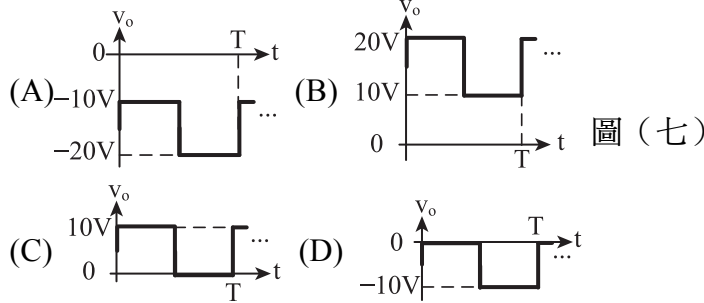 (A) vₒ 0 −10V −20V T t ...
(B) vₒ 20V 10V 0 T t ...
圖（七）
(C) vₒ 10V 0 T t ...
(D) vₒ 0 −10V T t ...